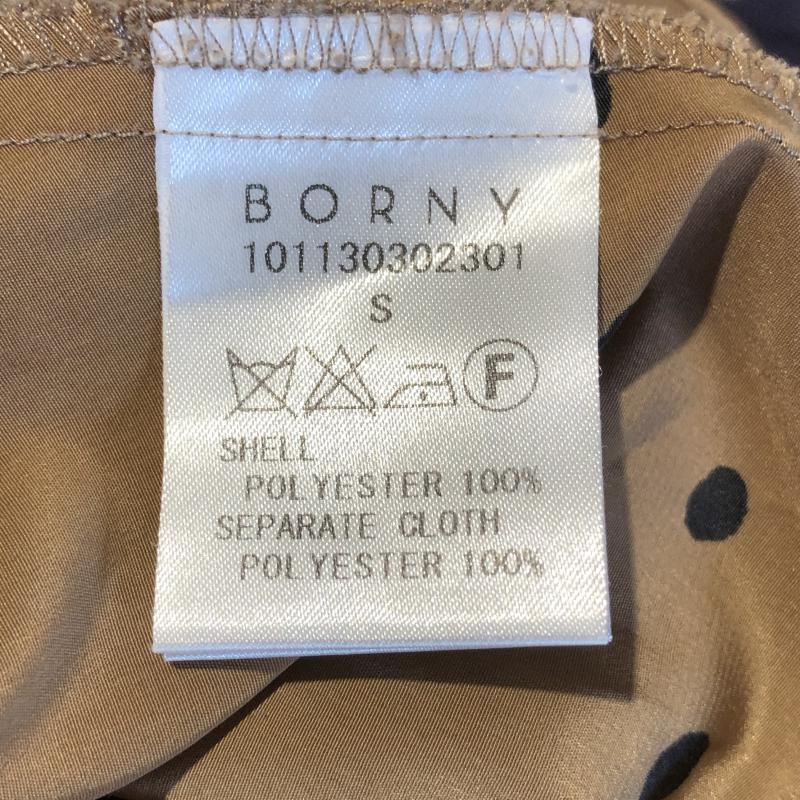 BORNY
101130302301
S
F
SHELL
POLYESTER 100%
SEPARATE CLOTH
POLYESTER 100%